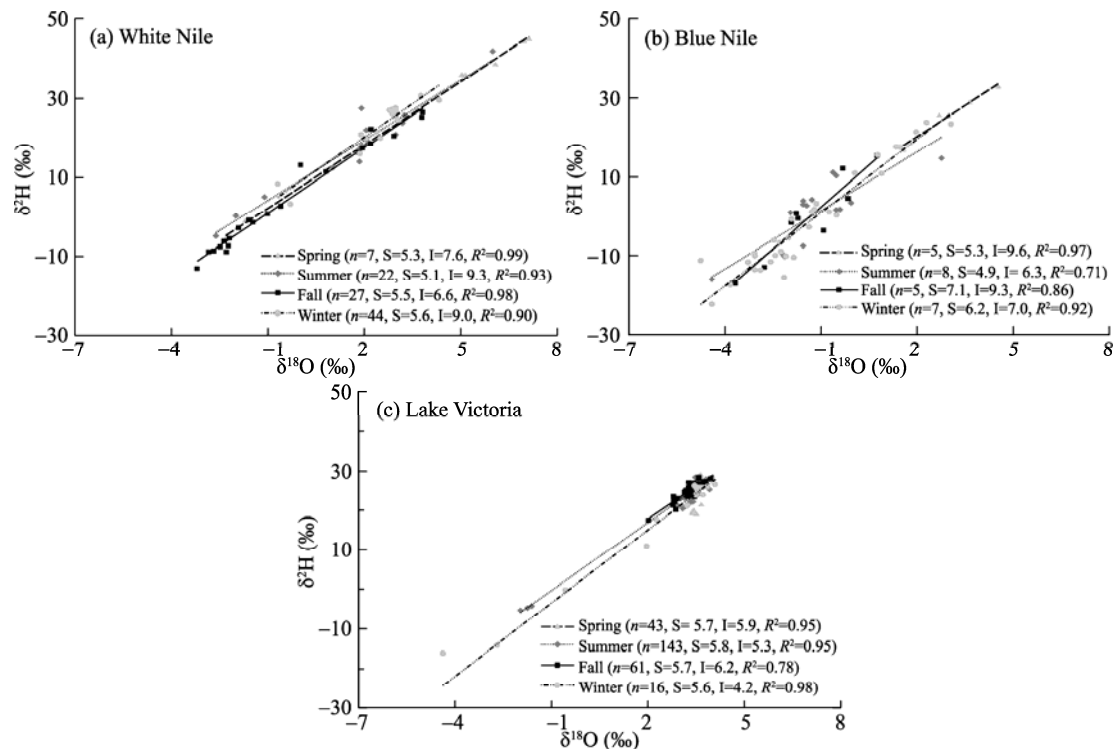 (a) White Nile
50
30
10
−10
−30
δ²H (‰)
Spring (n=7, S=5.3, I=7.6, R²=0.99)
Summer (n=22, S=5.1, I= 9.3, R²=0.93)
Fall (n=27, S=5.5, I=6.6, R²=0.98)
Winter (n=44, S=5.6, I=9.0, R²=0.90)
−7 −4 −1 2 5 8
δ¹⁸O (‰)
(b) Blue Nile
50
30
10
−10
−30
δ²H (‰)
Spring (n=5, S=5.3, I=9.6, R²=0.97)
Summer (n=8, S=4.9, I= 6.3, R²=0.71)
Fall (n=5, S=7.1, I=9.3, R²=0.86)
Winter (n=7, S=6.2, I=7.0, R²=0.92)
−7 −4 −1 2 5 8
δ¹⁸O (‰)
(c) Lake Victoria
50
30
10
−10
−30
δ²H (‰)
Spring (n=43, S= 5.7, I=5.9, R²=0.95)
Summer (n=143, S=5.8, I=5.3, R²=0.95)
Fall (n=61, S=5.7, I=6.2, R²=0.78)
Winter (n=16, S=5.6, I=4.2, R²=0.98)
−7 −4 −1 2 5 8
δ¹⁸O (‰)